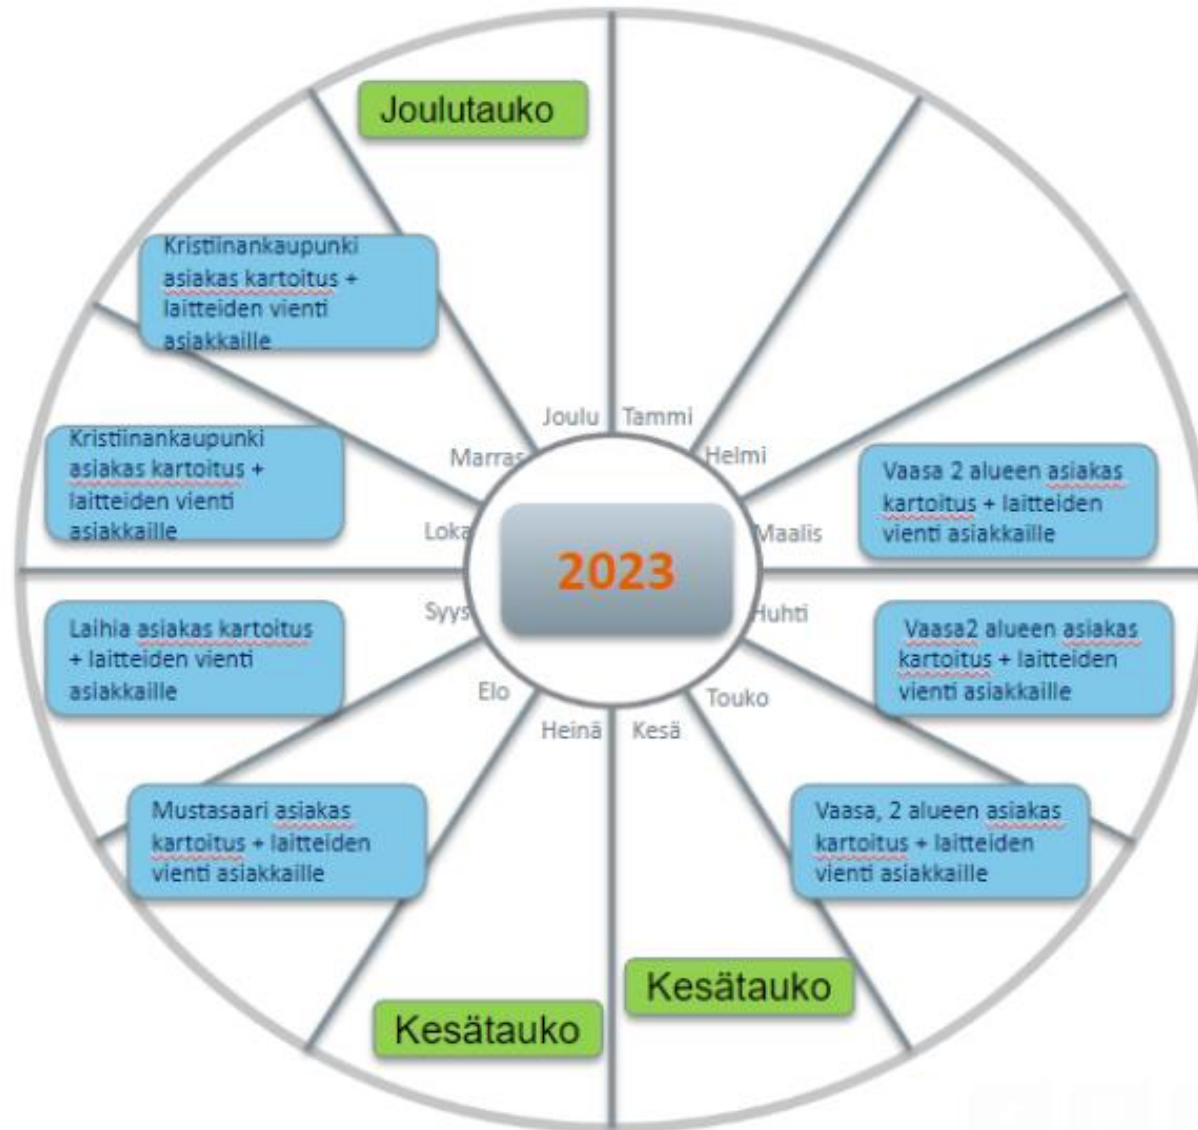 Joulutauko
Kristiinankaupunki
asiakas kartoitus +
laitteiden vienti
asiakkaille
Kristiinankaupunki
asiakas kartoitus +
laitteiden vienti
asiakkaille
Joulu
Tammi
Marras
Helmi
Loka
Maalis
Vaasa 2 alueen asiakas
kartoitus + laitteiden
vienti asiakkaille
2023
Syys
Huhti
Laihia asiakas kartoitus
+ laitteiden vienti
asiakkaille
Vaasa2 alueen asiakas
kartoitus + laitteiden
vienti asiakkaille
Elo
Touko
Heinä
Kesä
Mustasaari asiakas
kartoitus + laitteiden
vienti asiakkaille
Vaasa, 2 alueen asiakas
kartoitus + laitteiden
vienti asiakkaille
Kesätauko
Kesätauko